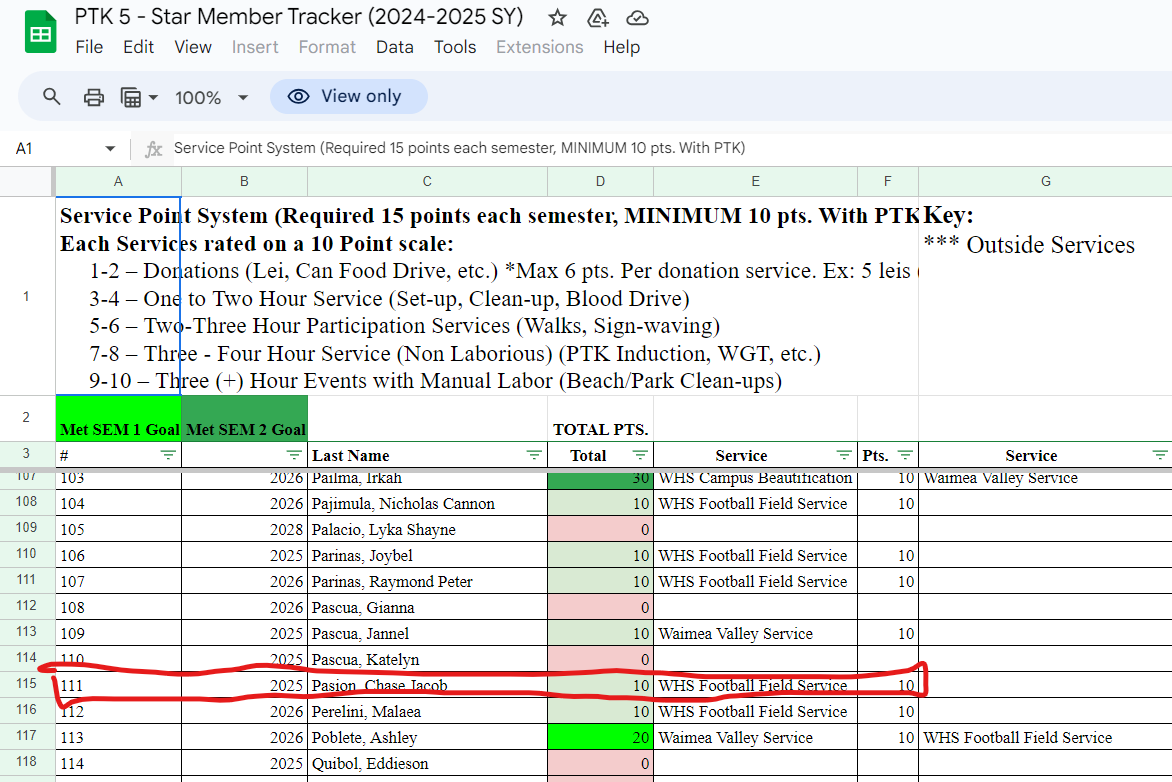 PTK 5 - Star Member Tracker (2024-2025 SY)
File Edit View Insert Format Data Tools Extensions Help
100% View only
A1 fx Service Point System (Required 15 points each semester, MINIMUM 10 pts. With PTK)
A B C D E F G
1
Service Point System (Required 15 points each semester, MINIMUM 10 pts. With PTK Key:
Each Services rated on a 10 Point scale: *** Outside Services
1-2 – Donations (Lei, Can Food Drive, etc.) *Max 6 pts. Per donation service. Ex: 5 leis (
3-4 – One to Two Hour Service (Set-up, Clean-up, Blood Drive)
5-6 – Two-Three Hour Participation Services (Walks, Sign-waving)
7-8 – Three - Four Hour Service (Non Laborious) (PTK Induction, WGT, etc.)
9-10 – Three (+) Hour Events with Manual Labor (Beach/Park Clean-ups)
2 Met SEM 1 Goal Met SEM 2 Goal TOTAL PTS.
3 # Last Name Total Service Pts. Service
107 103 2026 Pailma, Irkah 30 WHS Campus Beautification 10 Waimea Valley Service
108 104 2026 Pajimula, Nicholas Cannon 10 WHS Football Field Service 10
109 105 2028 Palacio, Lyka Shayne 0
110 106 2025 Parinas, Joybel 10 WHS Football Field Service 10
111 107 2026 Parinas, Raymond Peter 10 WHS Football Field Service 10
112 108 2026 Pascua, Gianna 0
113 109 2025 Pascua, Jannel 10 Waimea Valley Service 10
114 110 2025 Pascua, Katelyn 0
115 111 2025 Pasion, Chase Jacob 10 WHS Football Field Service 10
116 112 2026 Perelini, Malaea 10 WHS Football Field Service 10
117 113 2026 Poblete, Ashley 20 Waimea Valley Service 10 WHS Football Field Service
118 114 2025 Quibol, Eddieson 0